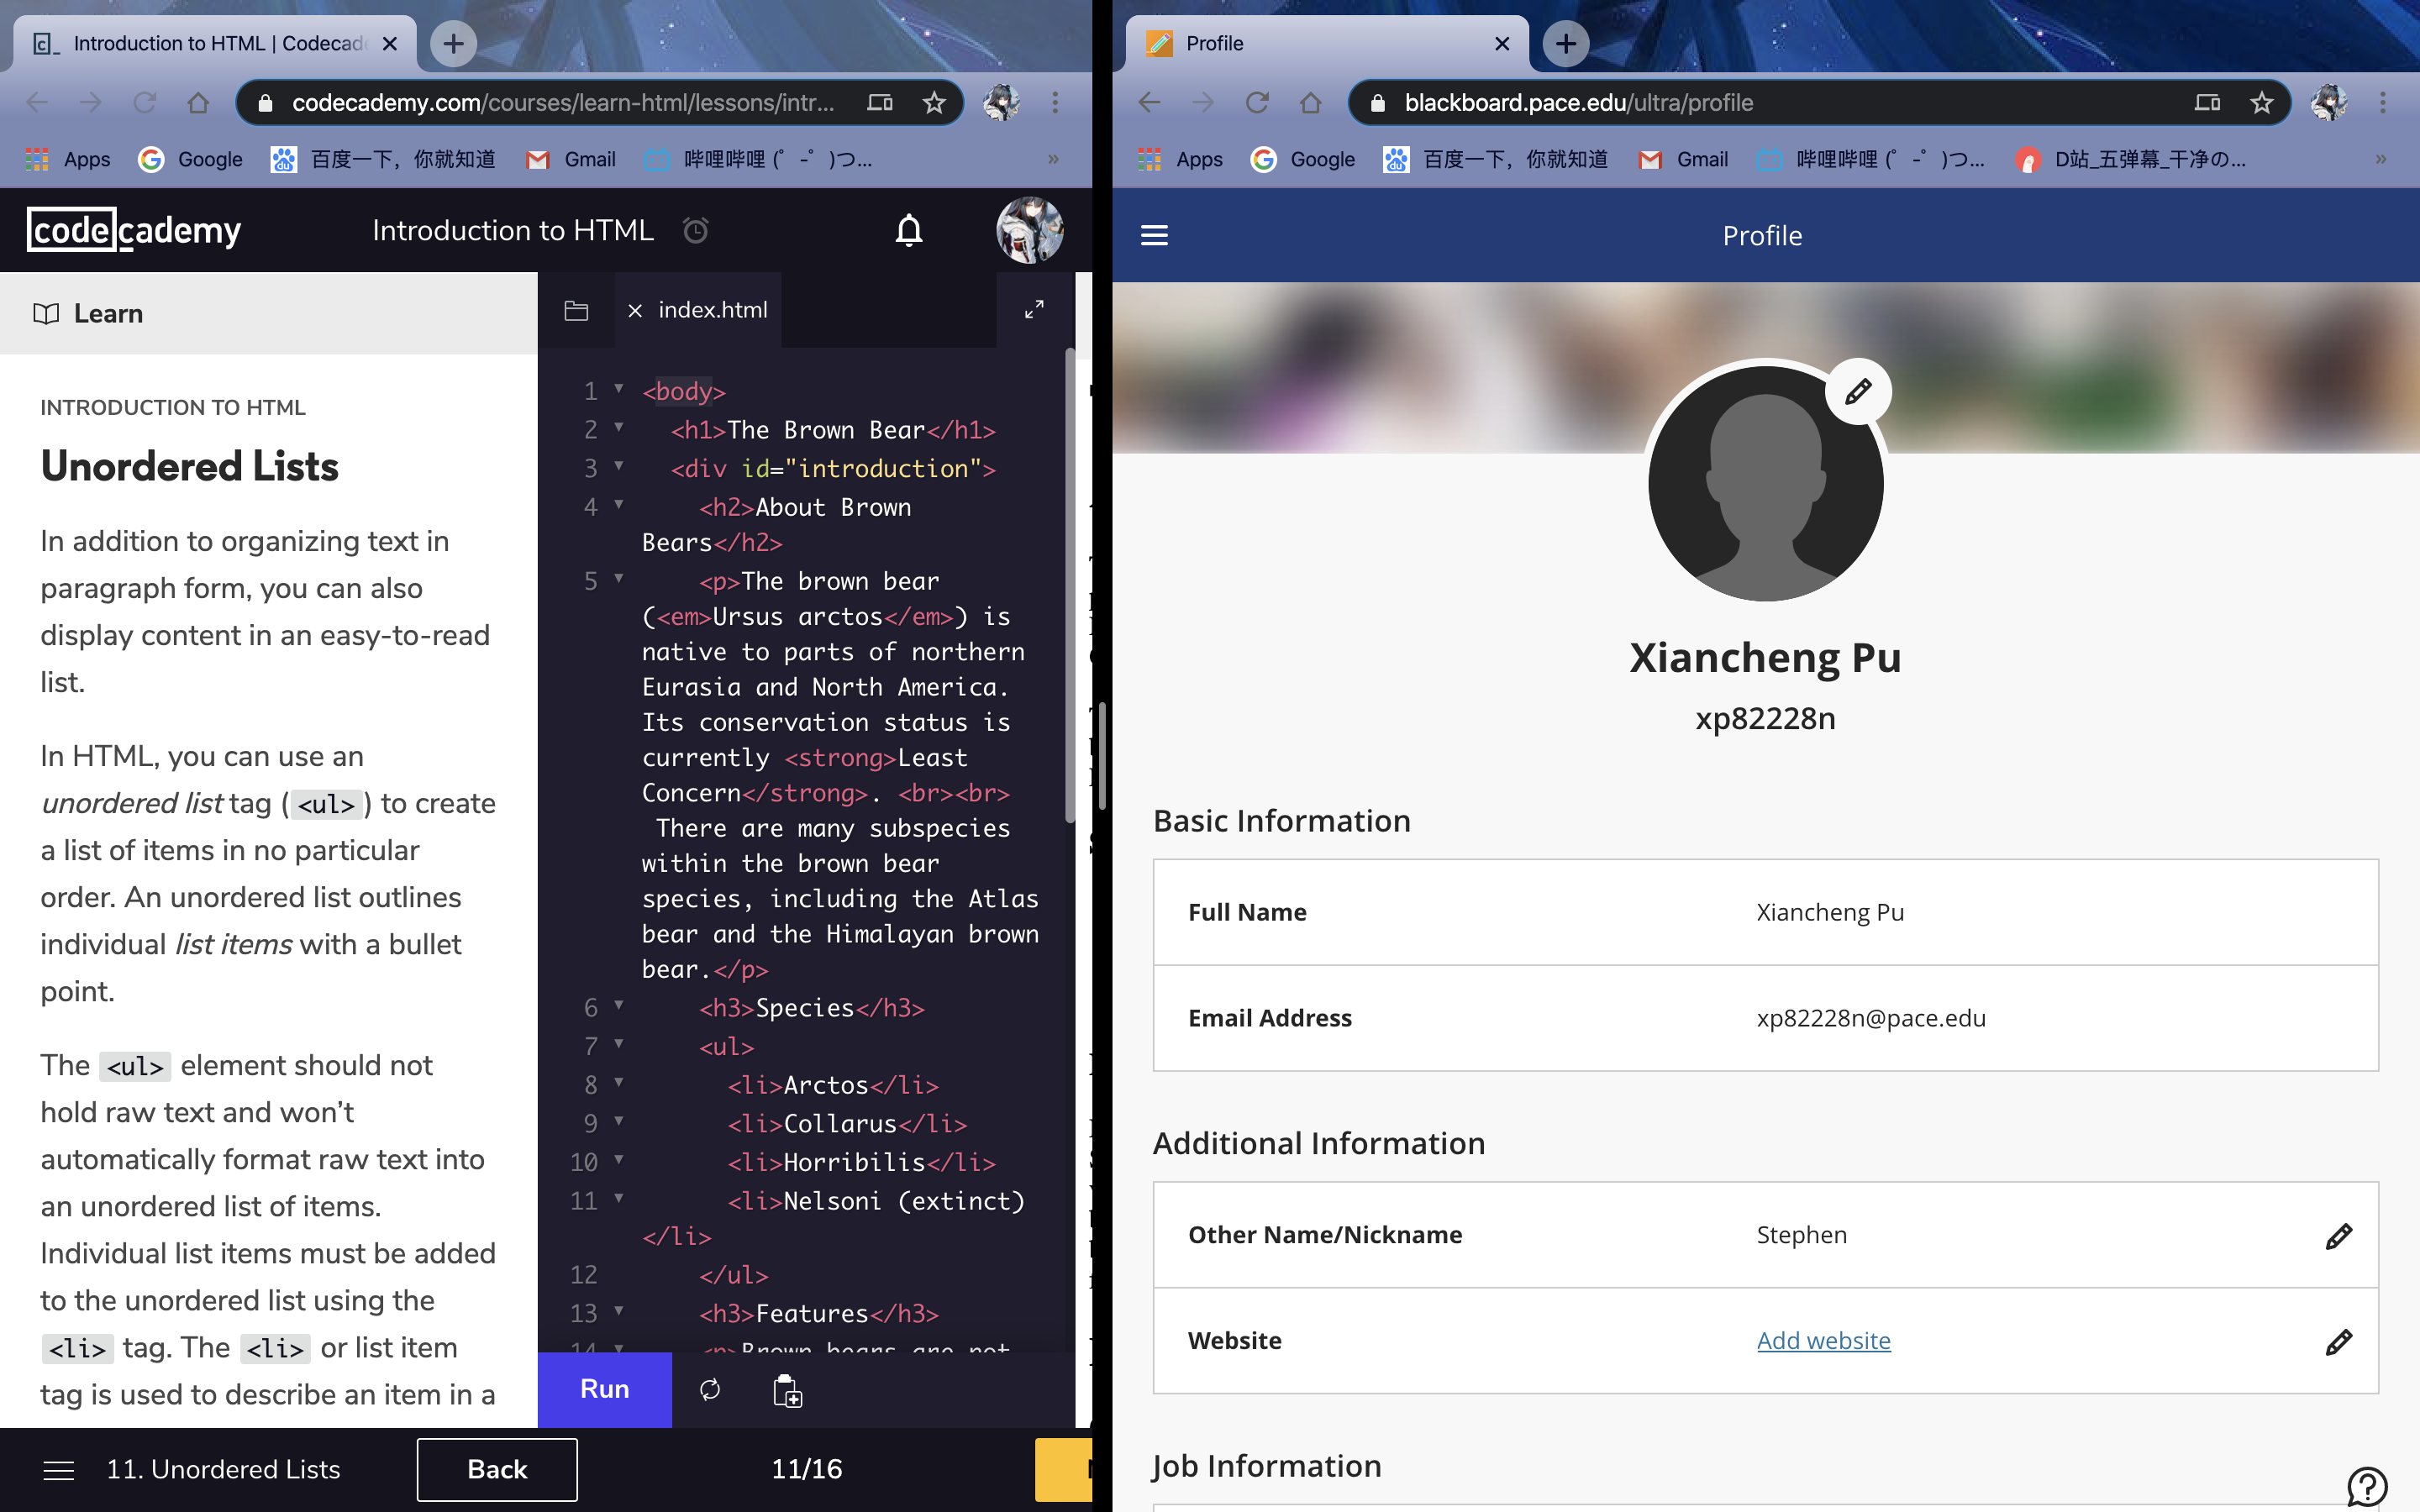 Introduction to HTML | Codecad
codecademy.com/courses/learn-html/lessons/intr...
Apps
Google
百度一下，你就知道
Gmail
哔哩哔哩 (゜-゜)つ...
»
codecademy
Introduction to HTML
Learn
INTRODUCTION TO HTML
Unordered Lists
In addition to organizing text in
paragraph form, you can also
display content in an easy-to-read
list.
In HTML, you can use an
unordered list tag ( <ul> ) to create
a list of items in no particular
order. An unordered list outlines
individual list items with a bullet
point.
The <ul> element should not
hold raw text and won’t
automatically format raw text into
an unordered list of items.
Individual list items must be added
to the unordered list using the
<li> tag. The <li> or list item
tag is used to describe an item in a
index.html
1 <body>
2 <h1>The Brown Bear</h1>
3 <div id="introduction">
4 <h2>About Brown
Bears</h2>
5 <p>The brown bear
(<em>Ursus arctos</em>) is
native to parts of northern
Eurasia and North America.
Its conservation status is
currently <strong>Least
Concern</strong>. <br><br>
There are many subspecies
within the brown bear
species, including the Atlas
bear and the Himalayan brown
bear.</p>
6 <h3>Species</h3>
7 <ul>
8 <li>Arctos</li>
9 <li>Collarus</li>
10 <li>Horribilis</li>
11 <li>Nelsoni (extinct)
</li>
12 </ul>
13 <h3>Features</h3>
14 <p>Brown bears are not
Run
11. Unordered Lists
Back
11/16
Profile
blackboard.pace.edu/ultra/profile
Apps
Google
百度一下，你就知道
Gmail
哔哩哔哩 (゜-゜)つ...
D站_五弹幕_干净の...
»
Profile
Xiancheng Pu
xp82228n
Basic Information
Full Name
Xiancheng Pu
Email Address
xp82228n@pace.edu
Additional Information
Other Name/Nickname
Stephen
Website
Add website
Job Information